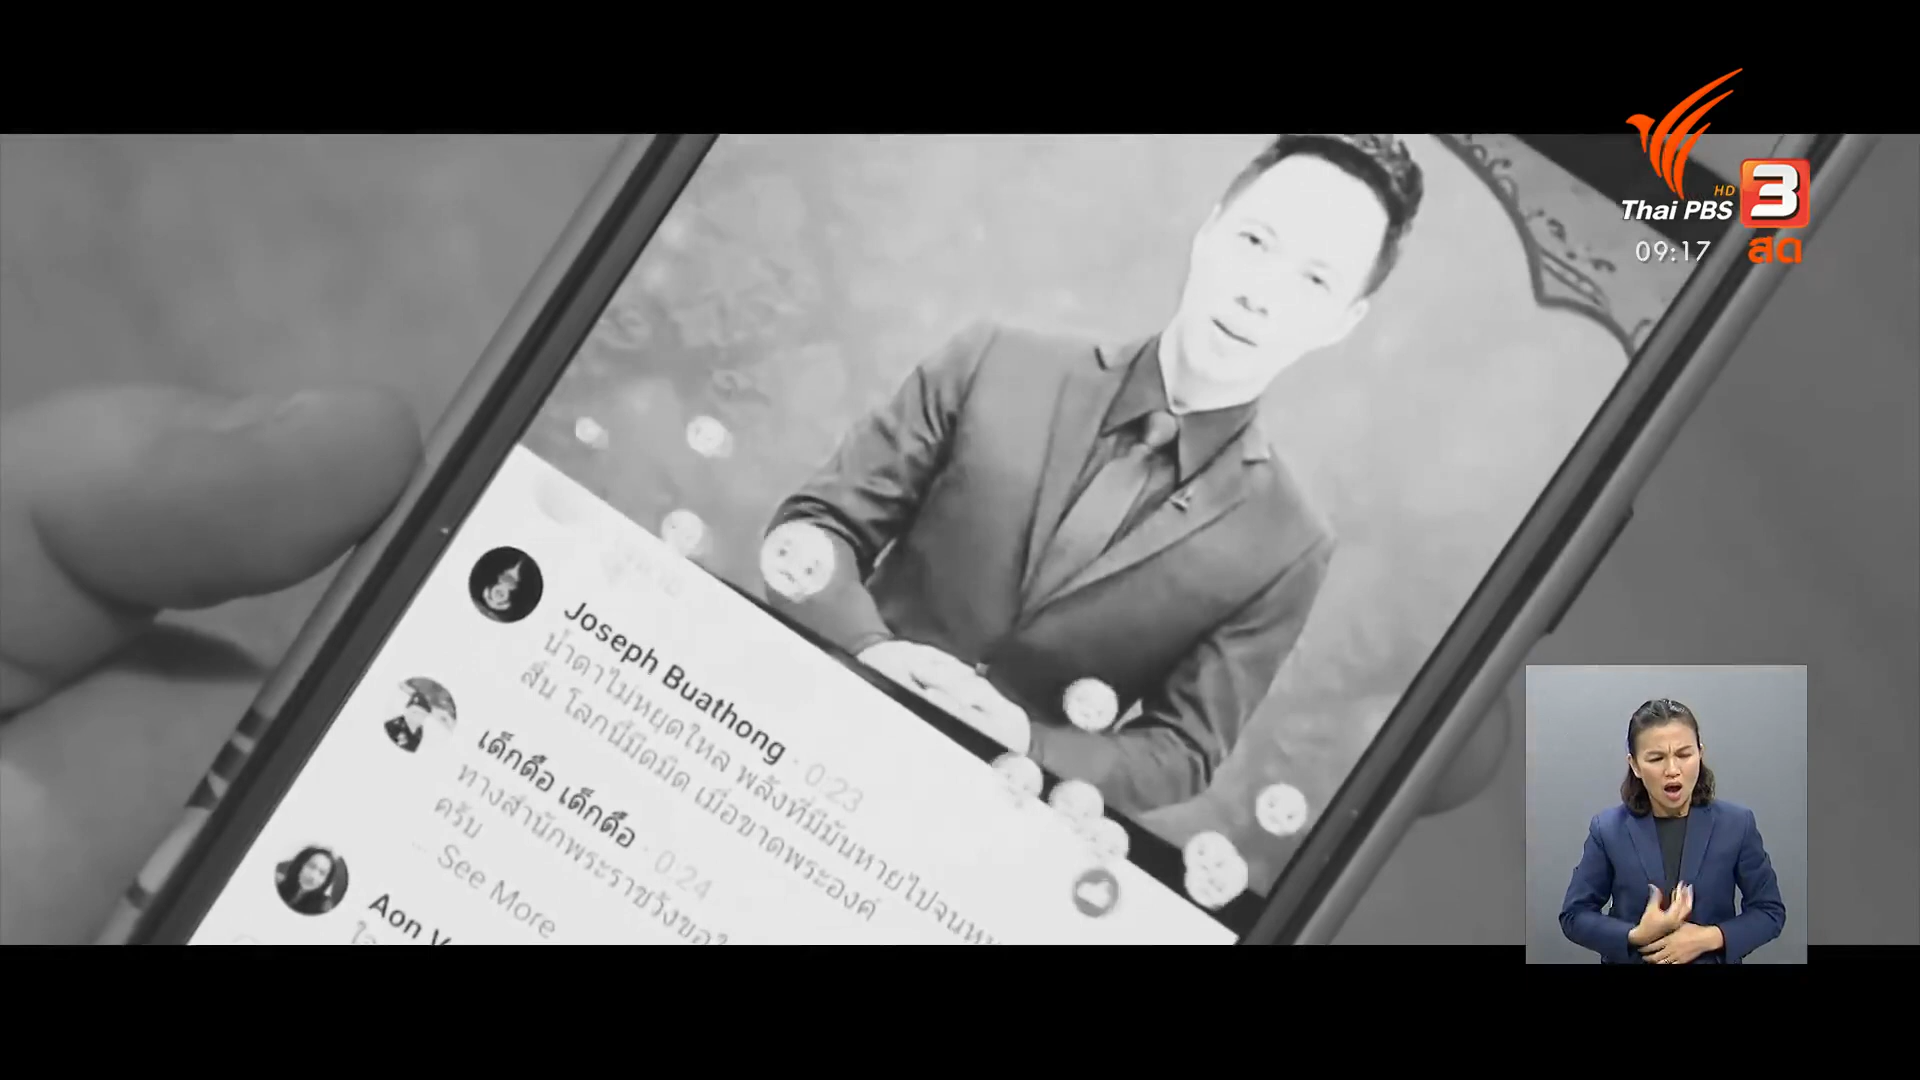 HD
Thai PBS 3
09:17 สด
Joseph Buathong · 0:23
น้ำตาไม่หยุดไหล พลังที่มีมันหายไปจนหม
สิ้น โลกนี้มืดมิด เมื่อขาดพระองค์
เด็กดื้อ เด็กดื้อ · 0:24
ทางสำนักพระราชวังขอ
ครับ
... See More
Aon